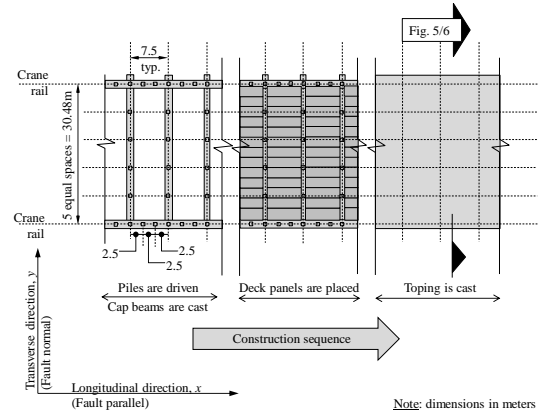 Fig. 5/6
7.5
typ.
Crane
rail
5 equal spaces = 30.48m
Crane
rail
2.5
2.5
2.5
Piles are driven
Cap beams are cast
Deck panels are placed
Toping is cast
Construction sequence
Transverse direction, y
(Fault normal)
Longitudinal direction, x
(Fault parallel)
Note: dimensions in meters